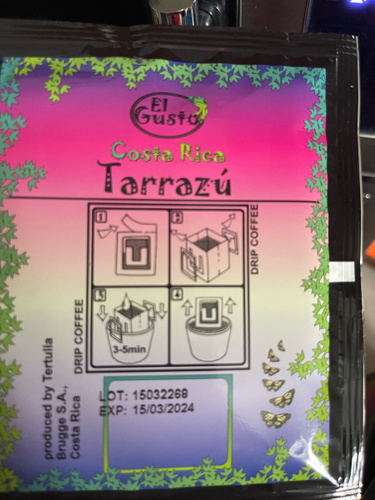 El
Gusto
Costa Rica
Tarrazú
1
2
T
DRIP COFFEE
3
4
3-5min
T
DRIP COFFEE
produced by Tertulia
Brugge S.A.,
Costa Rica
LOT: 15032268
EXP: 15/03/2024